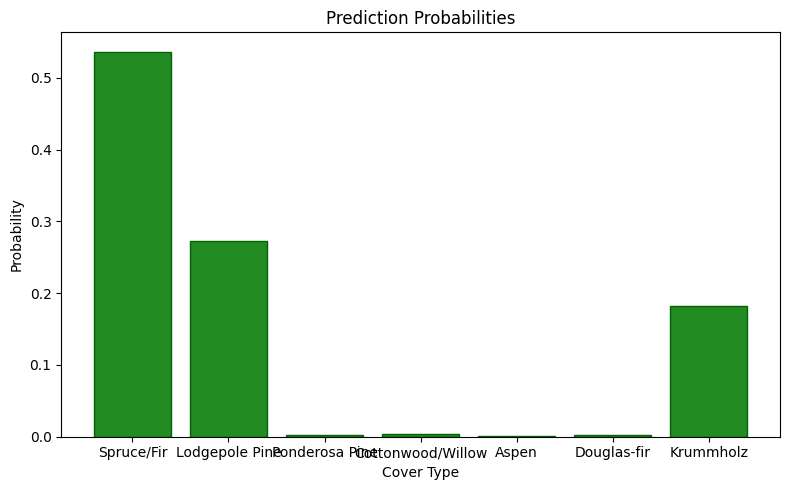 Prediction Probabilities
Probability
0.5
0.4
0.3
0.2
0.1
0.0
Spruce/Fir Lodgepole Pine Ponderosa Pine Cottonwood/Willow Aspen Douglas-fir Krummholz
Cover Type